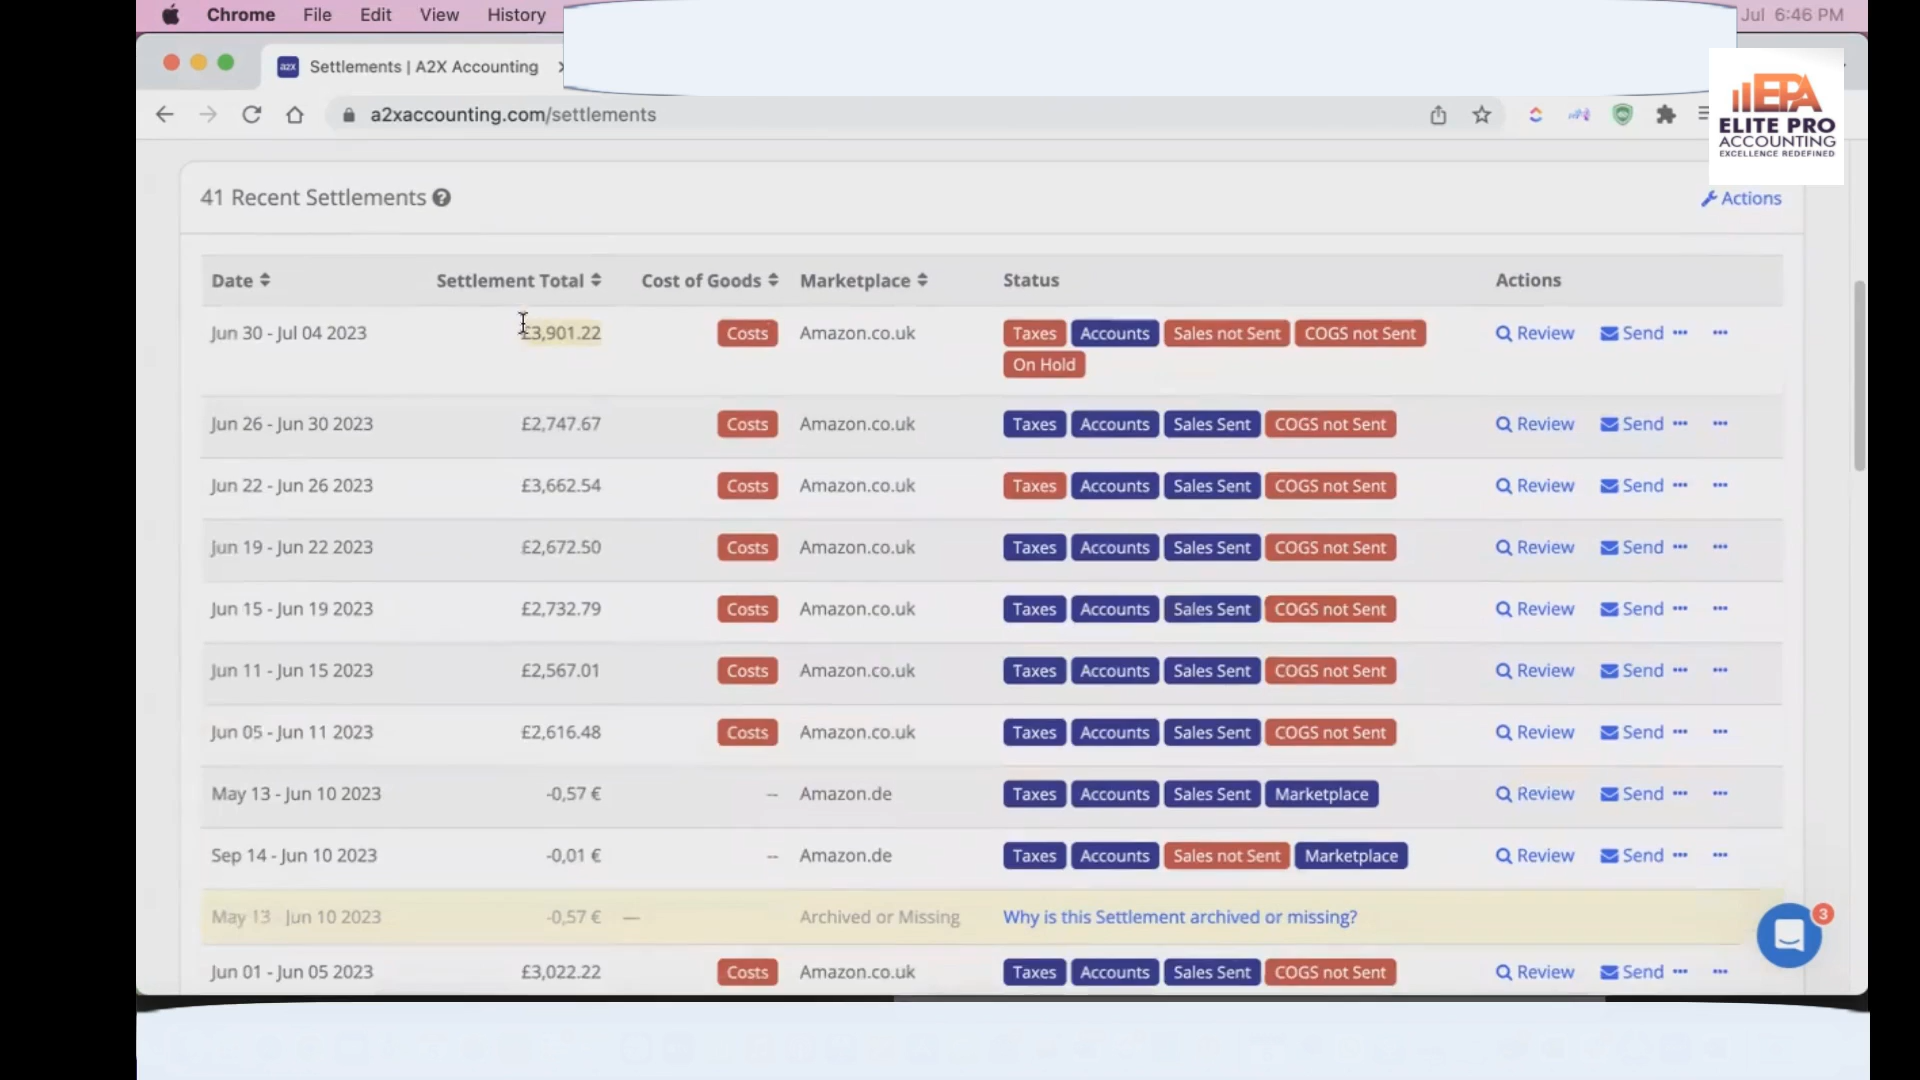 Chrome File Edit View History Jul 6:46 PM
a2x Settlements | A2X Accounting
a2xaccounting.com/settlements
EPA
ELITE PRO
ACCOUNTING
EXCELLENCE REDEFINED
41 Recent Settlements Actions
Date Settlement Total Cost of Goods Marketplace Status Actions
Jun 30 - Jul 04 2023 £3,901.22 Costs Amazon.co.uk Taxes Accounts Sales not Sent COGS not Sent Review Send
On Hold
Jun 26 - Jun 30 2023 £2,747.67 Costs Amazon.co.uk Taxes Accounts Sales Sent COGS not Sent Review Send
Jun 22 - Jun 26 2023 £3,662.54 Costs Amazon.co.uk Taxes Accounts Sales Sent COGS not Sent Review Send
Jun 19 - Jun 22 2023 £2,672.50 Costs Amazon.co.uk Taxes Accounts Sales Sent COGS not Sent Review Send
Jun 15 - Jun 19 2023 £2,732.79 Costs Amazon.co.uk Taxes Accounts Sales Sent COGS not Sent Review Send
Jun 11 - Jun 15 2023 £2,567.01 Costs Amazon.co.uk Taxes Accounts Sales Sent COGS not Sent Review Send
Jun 05 - Jun 11 2023 £2,616.48 Costs Amazon.co.uk Taxes Accounts Sales Sent COGS not Sent Review Send
May 13 - Jun 10 2023 -0,57 € -- Amazon.de Taxes Accounts Sales Sent Marketplace Review Send
Sep 14 - Jun 10 2023 -0,01 € -- Amazon.de Taxes Accounts Sales not Sent Marketplace Review Send
May 13 Jun 10 2023 -0,57 € — Archived or Missing Why is this Settlement archived or missing?
3
Jun 01 - Jun 05 2023 £3,022.22 Costs Amazon.co.uk Taxes Accounts Sales Sent COGS not Sent Review Send